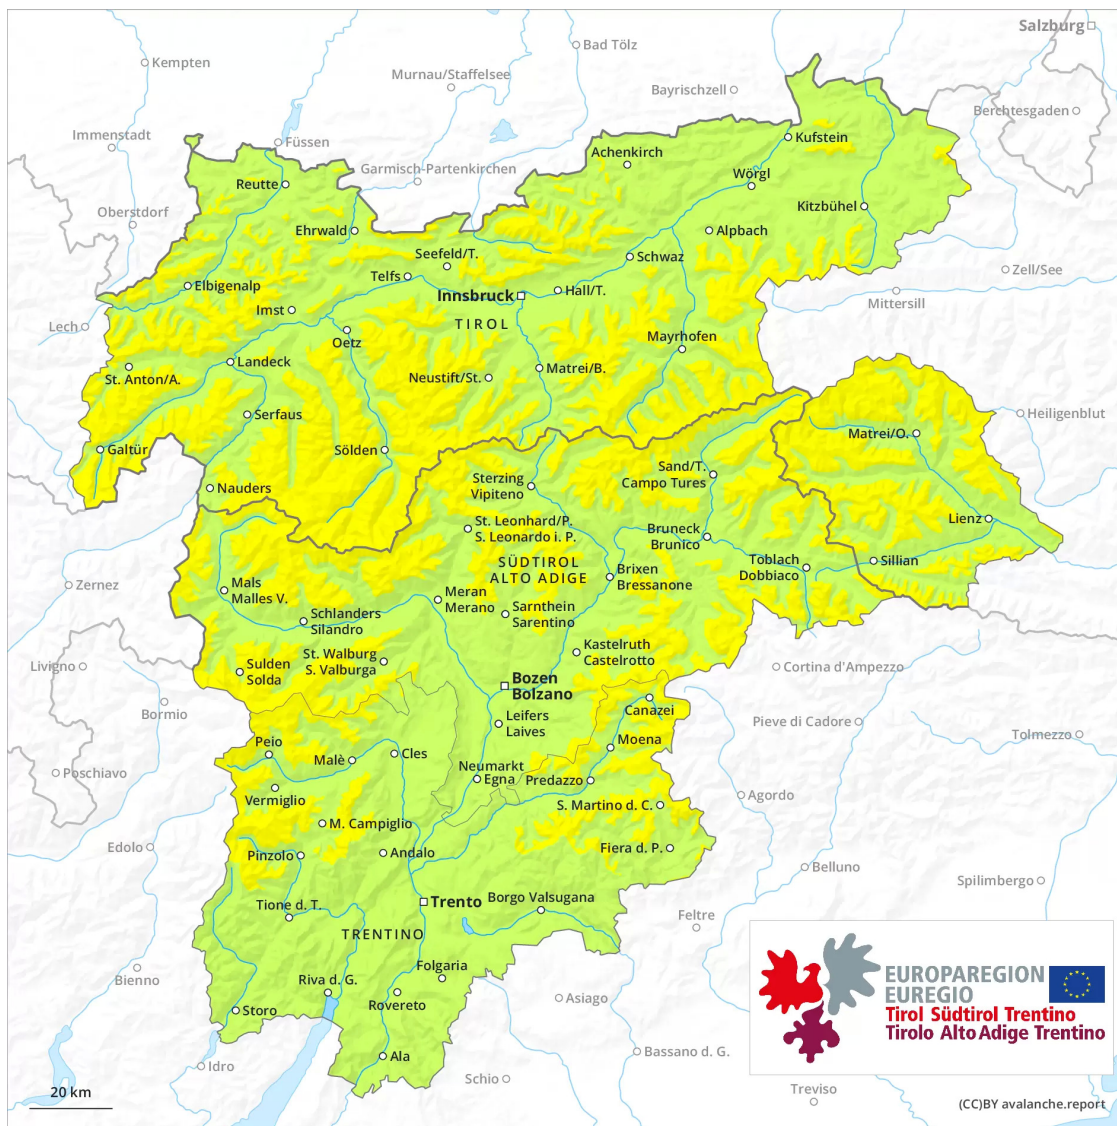 Salzburg
Kempten
Bad Tölz
Murnau/Staffelsee
Bayrischzell
Berchtesgaden
Immenstadt
Füssen
Kufstein
Achenkirch
Garmisch-Partenkirchen
Wörgl
Reutte
Kitzbühel
Oberstdorf
Ehrwald
Alpbach
Seefeld/T.
Schwaz
Telfs
Zell/See
Elbigenalp
Innsbruck
Hall/T.
Mittersill
Imst
TIROL
Lech
Oetz
Mayrhofen
Landeck
St. Anton/A.
Neustift/St.
Matrei/B.
Serfaus
Heiligenblut
Matrei/O.
Galtür
Sölden
Sand/T.
Campo Tures
Sterzing
Vipiteno
Nauders
Lienz
St. Leonhard/P.
S. Leonardo i. P.
Bruneck
Brunico
SÜDTIROL
ALTO ADIGE
Toblach
Dobbiaco
Sillian
Brixen
Bressanone
Zernez
Mals
Malles V.
Meran
Merano
Schlanders
Silandro
Sarnthein
Sarentino
Kastelruth
Castelrotto
St. Walburg
S. Valburga
Livigno
Sulden
Solda
Cortina d'Ampezzo
Bozen
Bolzano
Bormio
Canazei
Leifers
Laives
Pieve di Cadore
Tolmezzo
Peio
Moena
Malè
Cles
Poschiavo
Neumarkt
Egna
Predazzo
Vermiglio
Agordo
S. Martino d. C.
M. Campiglio
Edolo
Pinzolo
Andalo
Fiera d. P.
Belluno
Spilimbergo
Tione d. T.
Trento
Borgo Valsugana
Feltre
TRENTINO
Bienno
Folgaria
Riva d. G.
Storo
Rovereto
Asiago
Ala
Idro
Bassano d. G.
Schio
Treviso
EUROPAREGION
EUREGIO
Tirol Südtirol Trentino
Tirolo Alto Adige Trentino
20 km
(CC)BY avalanche.report